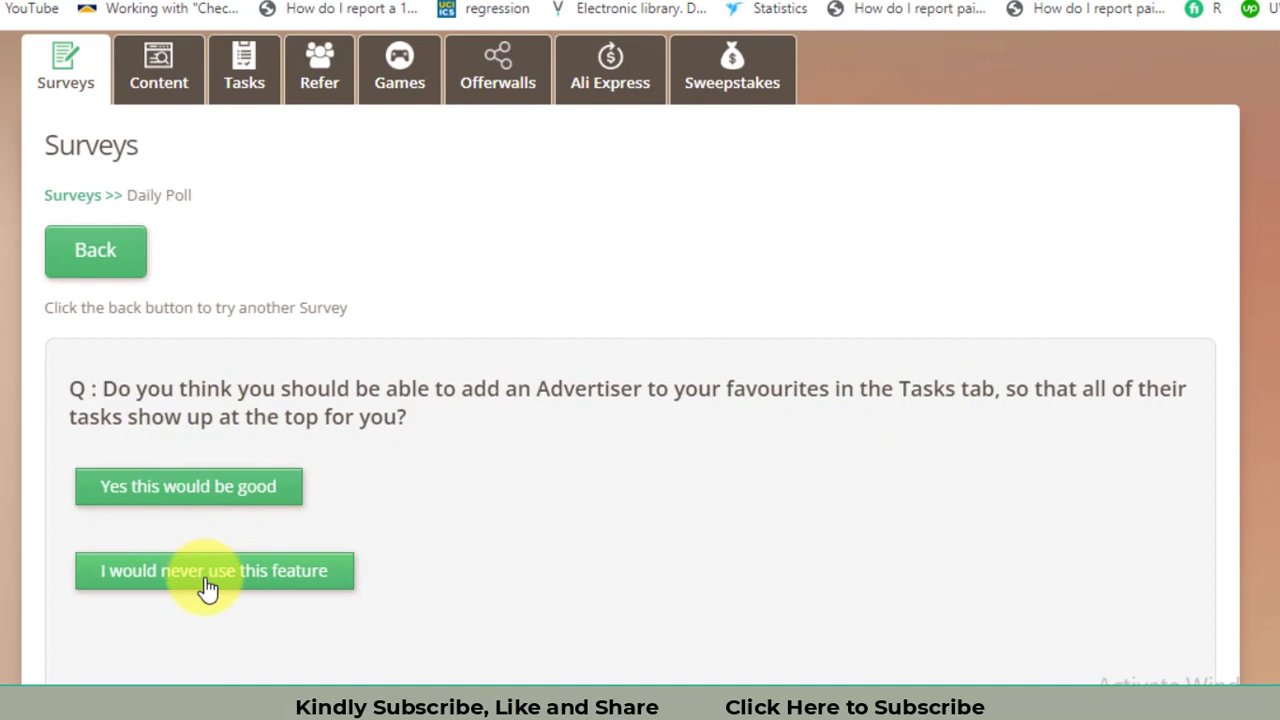 YouTube Working with "Chec... How do I report a 1... UCI ICS regression Electronic library. D... Statistics How do I report pai... How do I report pai... fi R up
Surveys Content Tasks Refer Games Offerwalls Ali Express Sweepstakes
Surveys
Surveys >> Daily Poll
Back
Click the back button to try another Survey
Q : Do you think you should be able to add an Advertiser to your favourites in the Tasks tab, so that all of their
tasks show up at the top for you?
Yes this would be good
I would never use this feature
Kindly Subscribe, Like and Share Click Here to Subscribe